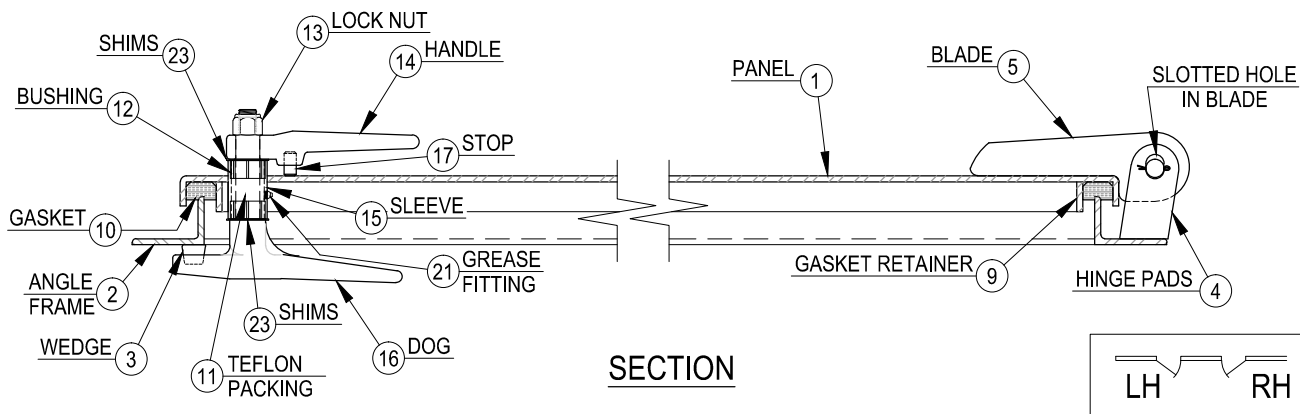 LOCK NUT
13
SHIMS
23
HANDLE
14
BUSHING
12
PANEL
1
BLADE
5
SLOTTED HOLE
IN BLADE
STOP
17
SLEEVE
15
GASKET
10
GREASE
FITTING
21
GASKET RETAINER
9
HINGE PADS
4
ANGLE
FRAME
2
SHIMS
23
WEDGE
3
DOG
16
TEFLON
PACKING
11
SECTION
LH
RH